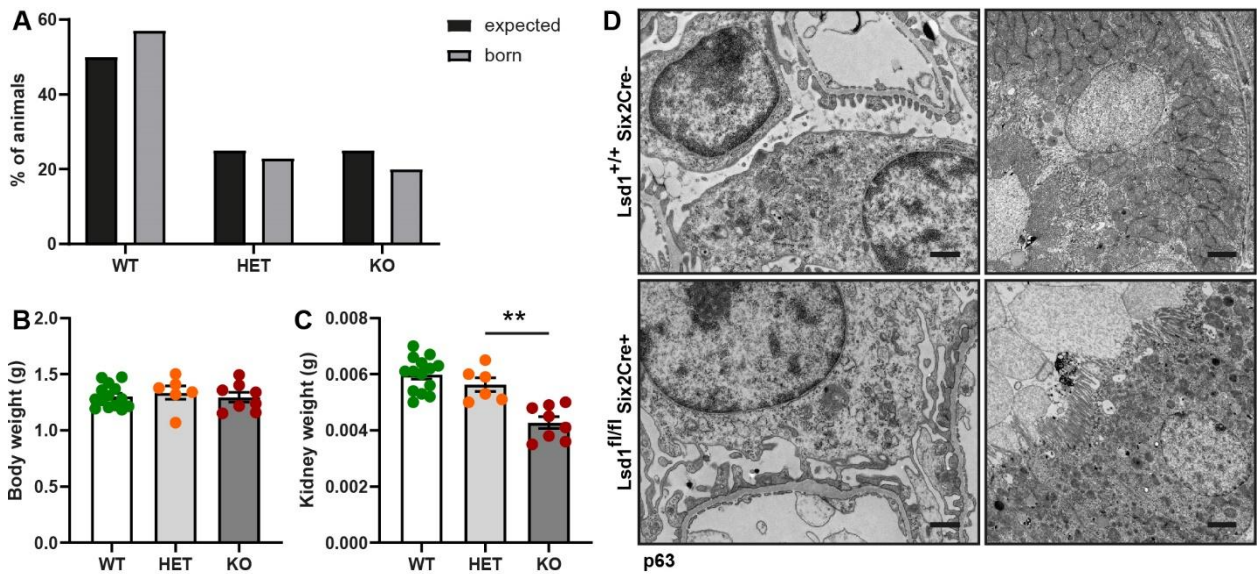 A
60
40
20
0
% of animals
WT HET KO
expected
born
B
2.0
1.5
1.0
0.5
0.0
Body weight (g)
WT HET KO
C
**
0.008
0.006
0.004
0.002
0.000
Kidney weight (g)
WT HET KO
D
Lsd1+/+ Six2Cre-
Lsd1fl/fl Six2Cre+
p63